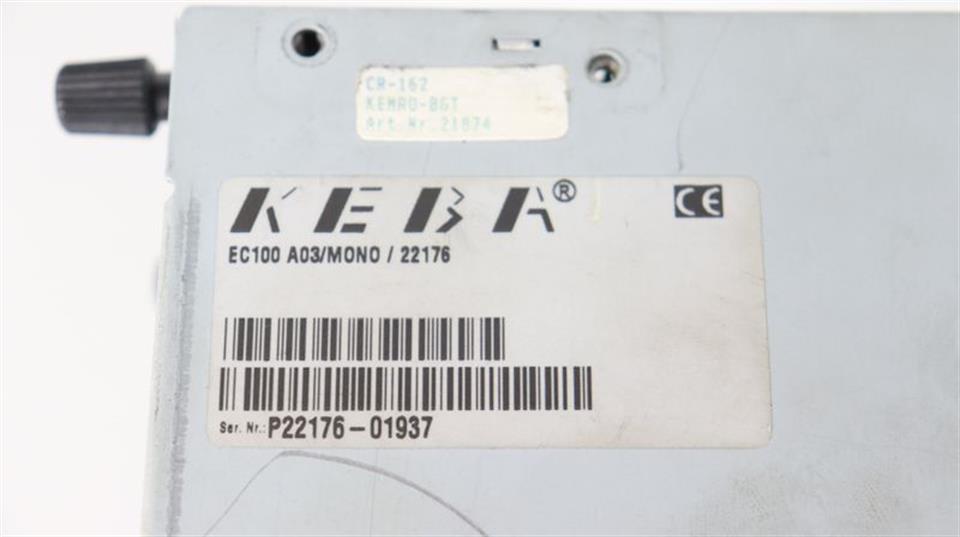 CR-162
KEMRO-BGT
Art.Nr.21874
KEBA®
CE
EC100 A03/MONO / 22176
Ser. Nr.: P22176-01937